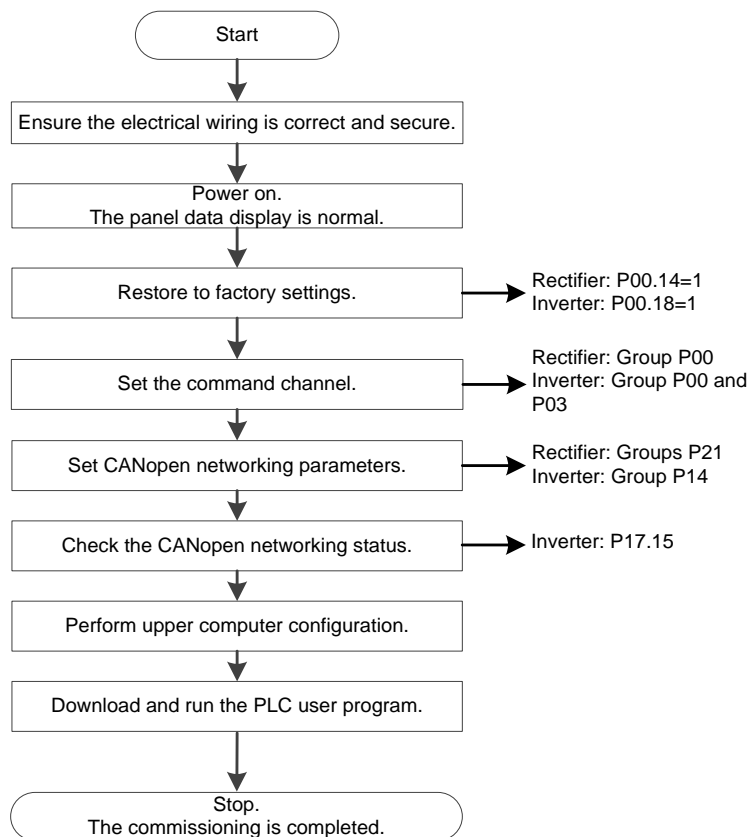 Start
Ensure the electrical wiring is correct and secure.
Power on.
The panel data display is normal.
Restore to factory settings.
Rectifier: P00.14=1
Inverter: P00.18=1
Set the command channel.
Rectifier: Group P00
Inverter: Group P00 and
P03
Set CANopen networking parameters.
Rectifier: Groups P21
Inverter: Group P14
Check the CANopen networking status.
Inverter: P17.15
Perform upper computer configuration.
Download and run the PLC user program.
Stop.
The commissioning is completed.